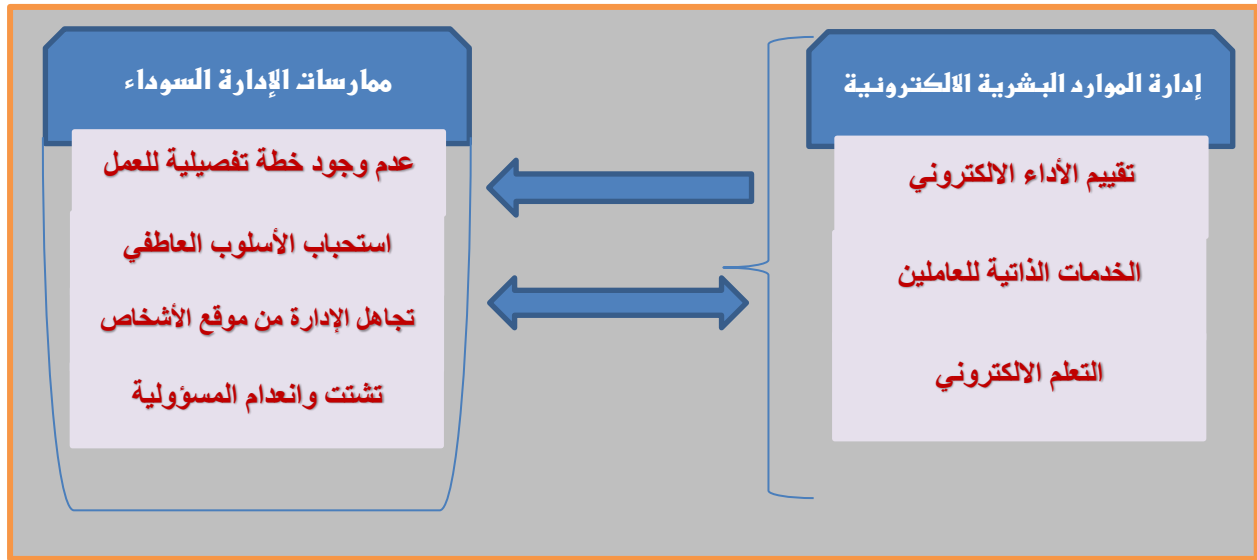 إدارة الموارد البشرية الالكترونية
تقييم الأداء الالكتروني
الخدمات الذاتية للعاملين
التعلم الالكتروني
ممارسات الإدارة السوداء
عدم وجود خطة تفصيلية للعمل
استحباب الأسلوب العاطفي
تجاهل الإدارة من موقع الأشخاص
تشتت وانعدام المسؤولية